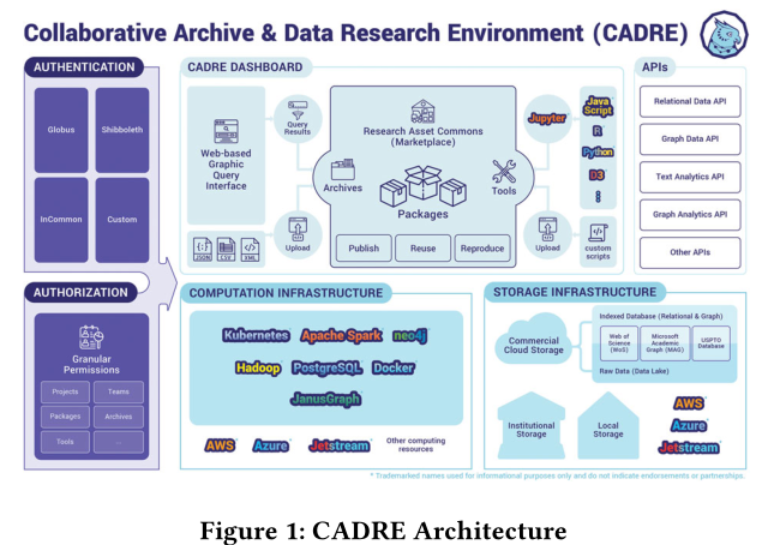 Collaborative Archive & Data Research Environment (CADRE)
AUTHENTICATION
Globus
Shibboleth
InCommon
Custom
AUTHORIZATION
Granular
Permissions
Projects
Teams
Packages
Archives
Tools
...
CADRE DASHBOARD
Web-based
Graphic
Query
Interface
{:}
JSON
CSV
</>
XML
Query
Results
Upload
Archives
Research Asset Commons
(Marketplace)
Packages
Publish
Reuse
Reproduce
Tools
Jupyter
Upload
Java
Script
R
Python
D3
</>
custom
scripts
APIs
Relational Data API
Graph Data API
Text Analytics API
Graph Analytics API
Other APIs
COMPUTATION INFRASTRUCTURE
Kubernetes
Apache Spark
neo4j
Hadoop
PostgreSQL
Docker
JanusGraph
AWS
Azure
Jetstream
Other computing
resources
STORAGE INFRASTRUCTURE
Commercial
Cloud Storage
Indexed Database (Relational & Graph)
Web of
Science
(WoS)
Microsoft
Academic
Graph (MAG)
USPTO
Database
Raw Data (Data Lake)
Institutional
Storage
Local
Storage
AWS
Azure
Jetstream
* Trademarked names used for informational purposes only and do not indicate endorsements or partnerships.
Figure 1: CADRE Architecture